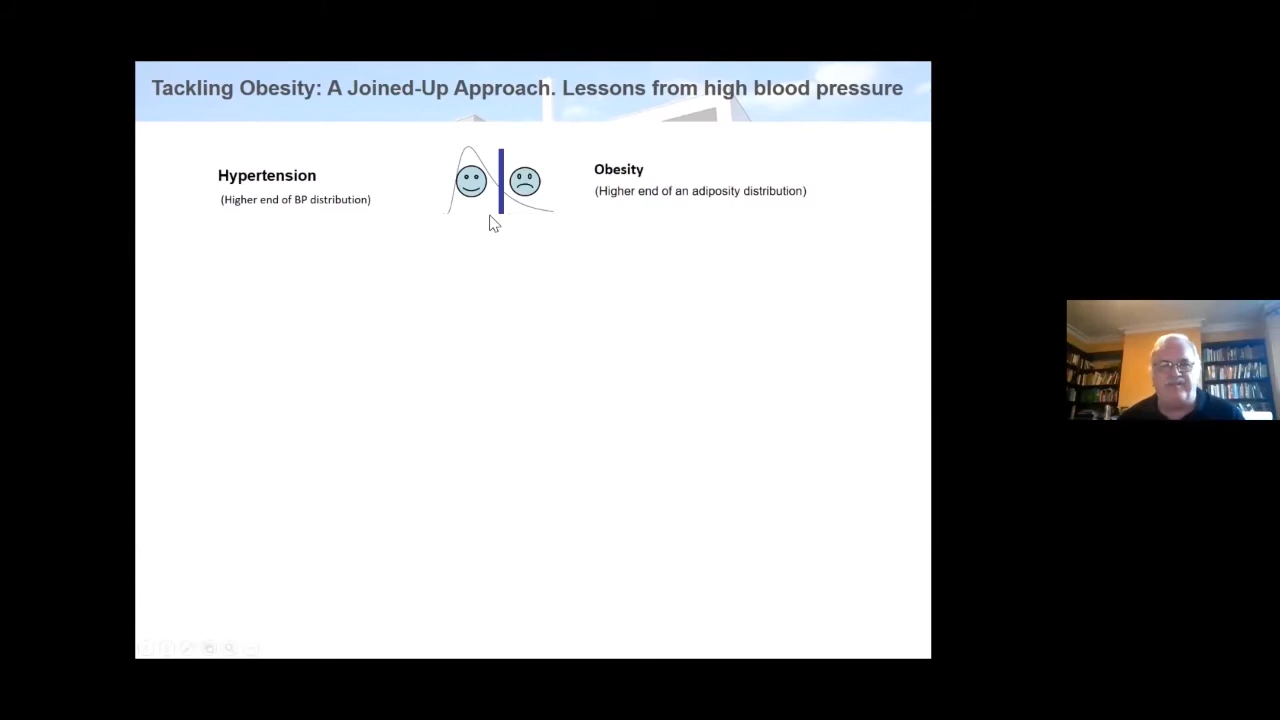 Tackling Obesity: A Joined-Up Approach. Lessons from high blood pressure
Hypertension
(Higher end of BP distribution)
Obesity
(Higher end of an adiposity distribution)